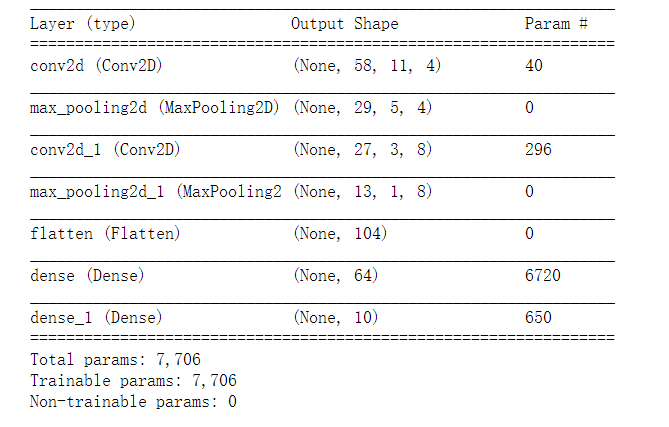 Layer (type) Output Shape Param #
conv2d (Conv2D) (None, 58, 11, 4) 40
max_pooling2d (MaxPooling2D) (None, 29, 5, 4) 0
conv2d_1 (Conv2D) (None, 27, 3, 8) 296
max_pooling2d_1 (MaxPooling2 (None, 13, 1, 8) 0
flatten (Flatten) (None, 104) 0
dense (Dense) (None, 64) 6720
dense_1 (Dense) (None, 10) 650
Total params: 7,706
Trainable params: 7,706
Non-trainable params: 0